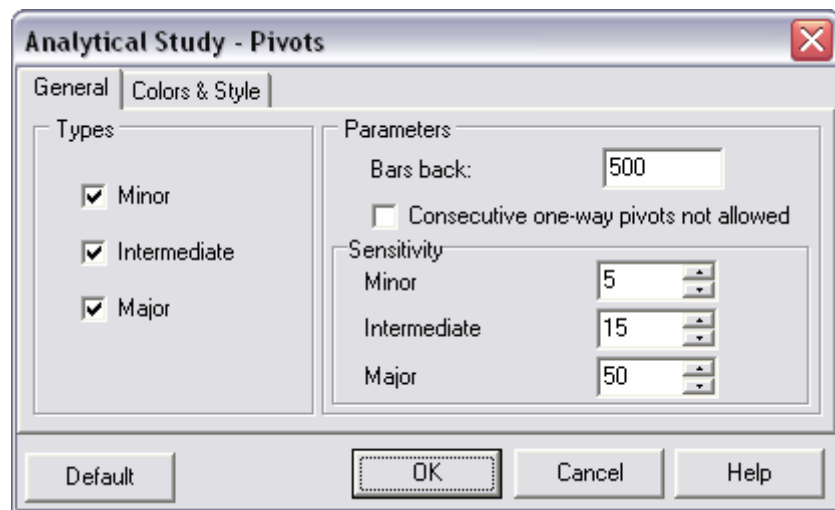 Analytical Study - Pivots
General
Colors & Style
Types
Minor
Intermediate
Major
Parameters
Bars back: 500
Consecutive one-way pivots not allowed
Sensitivity
Minor 5
Intermediate 15
Major 50
Default
OK
Cancel
Help